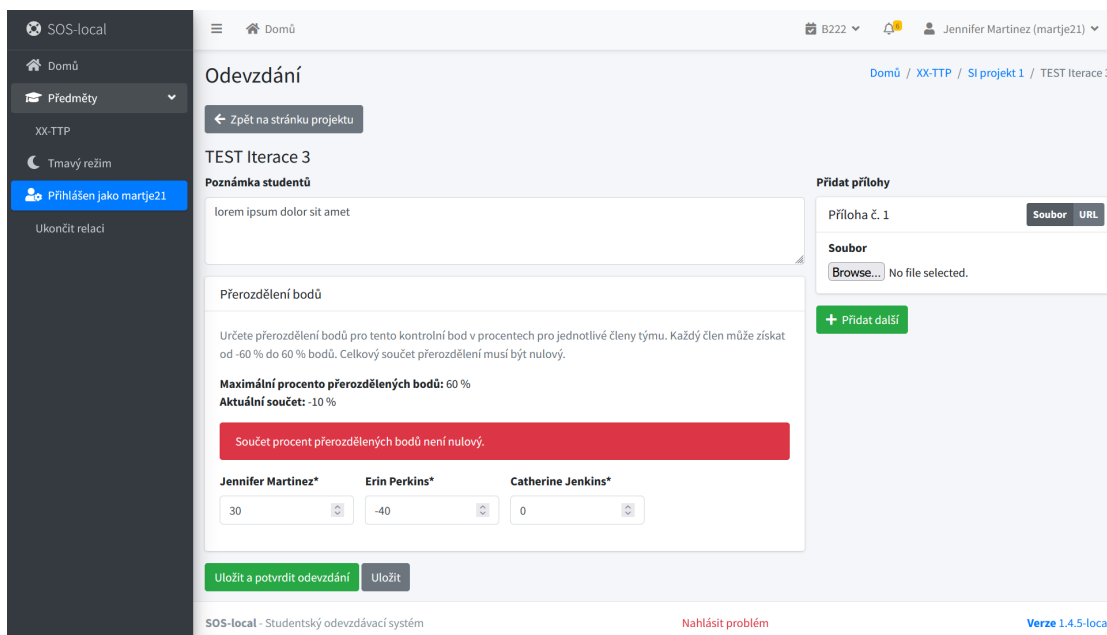 SOS-local
Domů
B222
6
Jennifer Martinez (martje21)
Domů
Předměty
XX-TTP
Tmavý režim
Přihlášen jako martje21
Ukončit relaci
Odevzdání
Domů / XX-TTP / SI projekt 1 / TEST Iterace 3
Zpět na stránku projektu
TEST Iterace 3
Poznámka studentů
lorem ipsum dolor sit amet
Přerozdělení bodů
Určete přerozdělení bodů pro tento kontrolní bod v procentech pro jednotlivé členy týmu. Každý člen může získat
od -60 % do 60 % bodů. Celkový součet přerozdělení musí být nulový.
Maximální procento přerozdělených bodů: 60 %
Aktuální součet: -10 %
Součet procent přerozdělených bodů není nulový.
Jennifer Martinez* Erin Perkins* Catherine Jenkins*
30 -40 0
Uložit a potvrdit odevzdání Uložit
Přidat přílohy
Příloha č. 1 Soubor URL
Soubor
Browse... No file selected.
+ Přidat další
SOS-local - Studentský odevzdávací systém Nahlásit problém Verze 1.4.5-loca